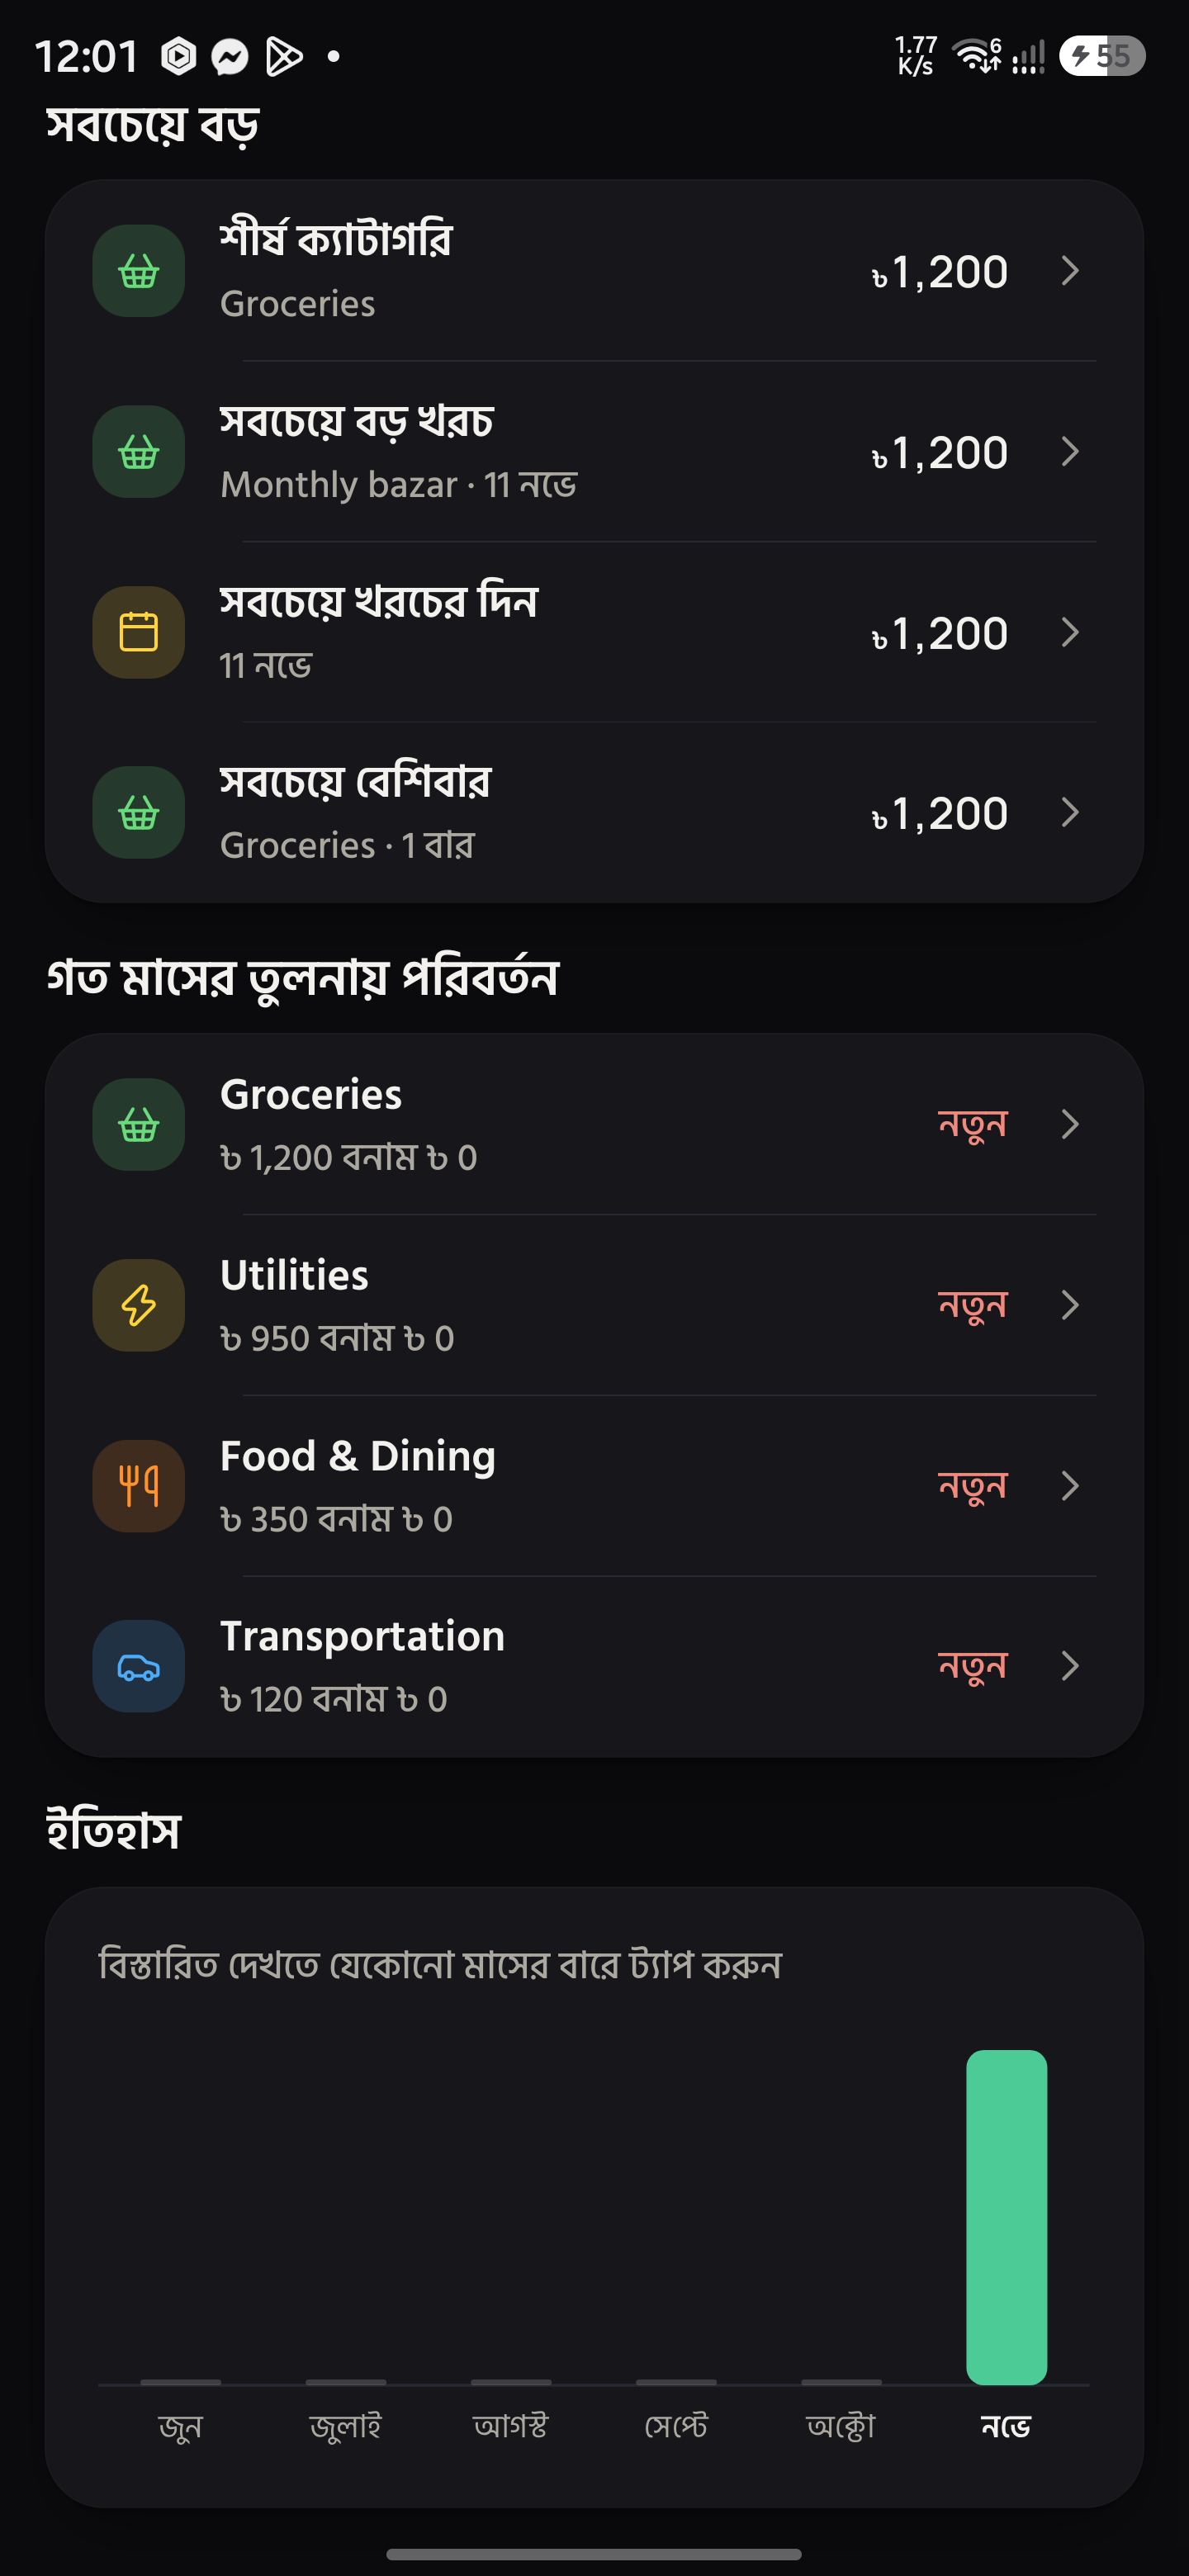 12:01
1.77 K/s
6
55
সবচেয়ে বড়
শীর্ষ ক্যাটাগরি
Groceries
৳1,200
সবচেয়ে বড় খরচ
Monthly bazar · 11 নভে
৳1,200
সবচেয়ে খরচের দিন
11 নভে
৳1,200
সবচেয়ে বেশিবার
Groceries · 1 বার
৳1,200
গত মাসের তুলনায় পরিবর্তন
Groceries
৳ 1,200 বনাম ৳ 0
নতুন
Utilities
৳ 950 বনাম ৳ 0
নতুন
Food & Dining
৳ 350 বনাম ৳ 0
নতুন
Transportation
৳ 120 বনাম ৳ 0
নতুন
ইতিহাস
বিস্তারিত দেখতে যেকোনো মাসের বারে ট্যাপ করুন
জুন জুলাই আগস্ট সেপ্টে অক্টো নভে